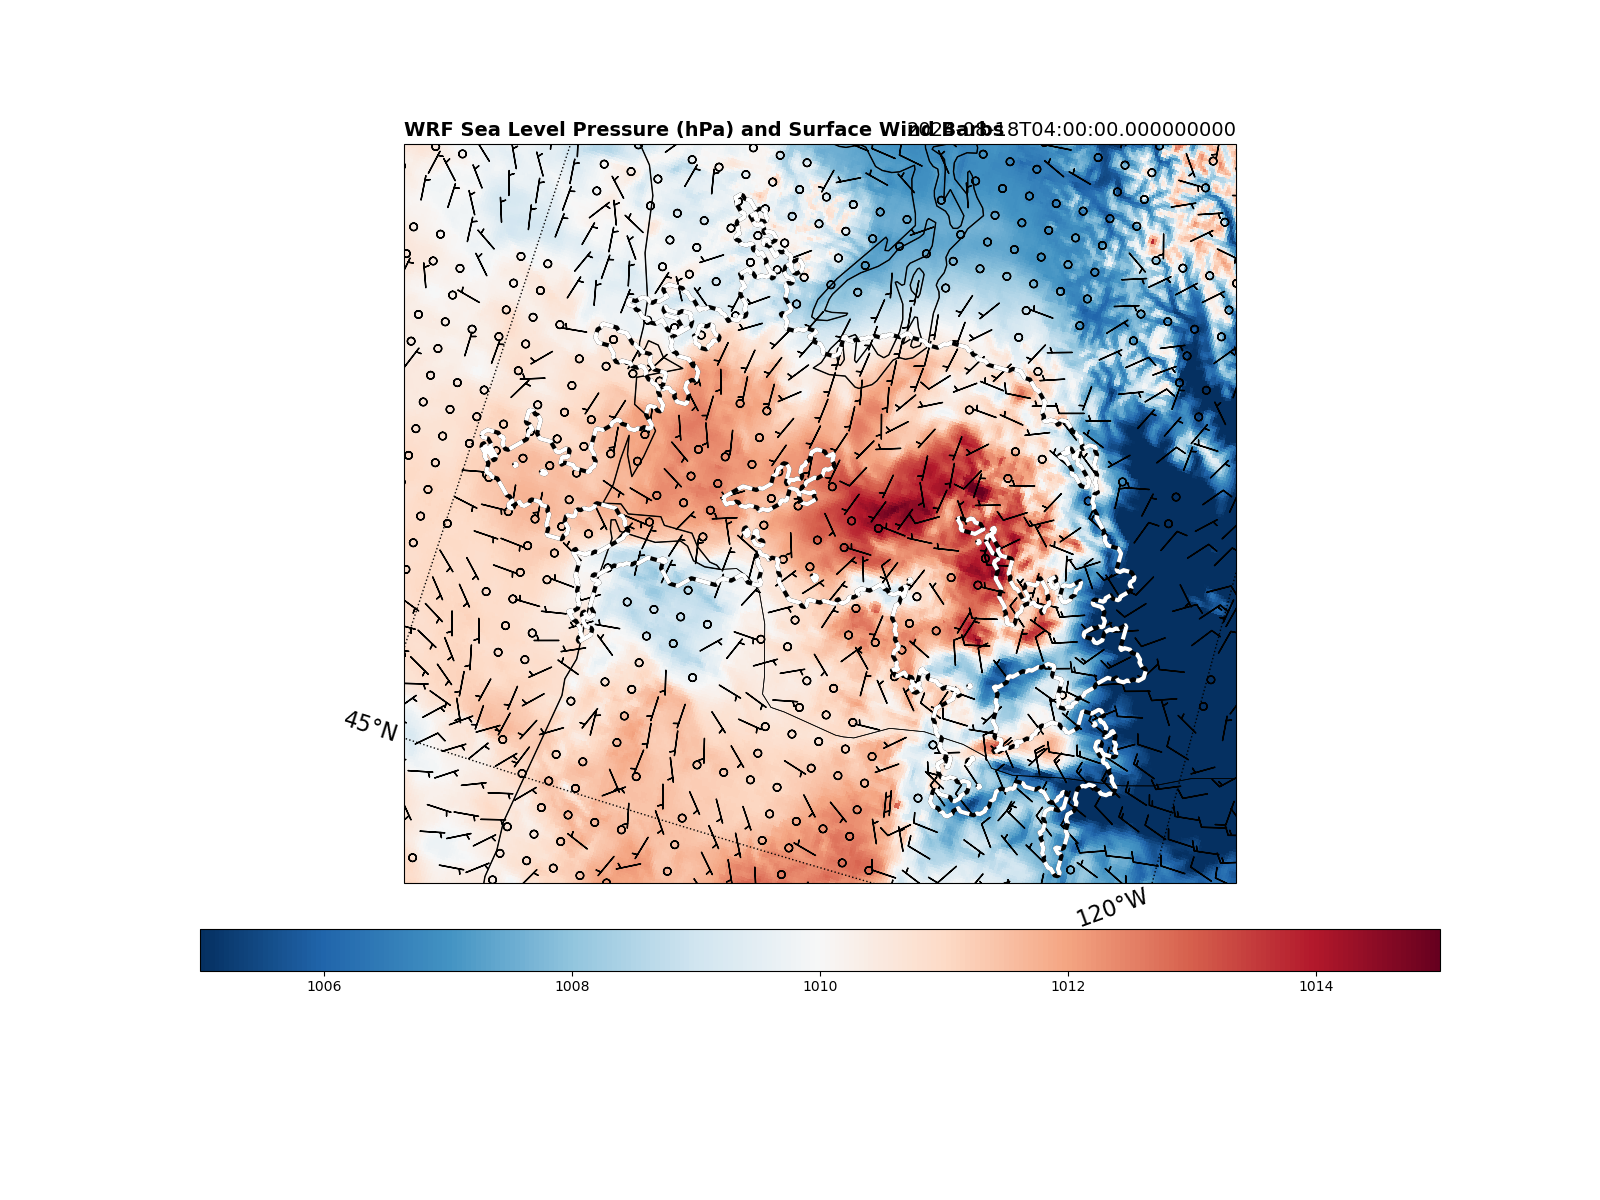 WRF Sea Level Pressure (hPa) and Surface Wind Barbs
18T04:00:00.000000000
45°N
120°W
1006 1008 1010 1012 1014